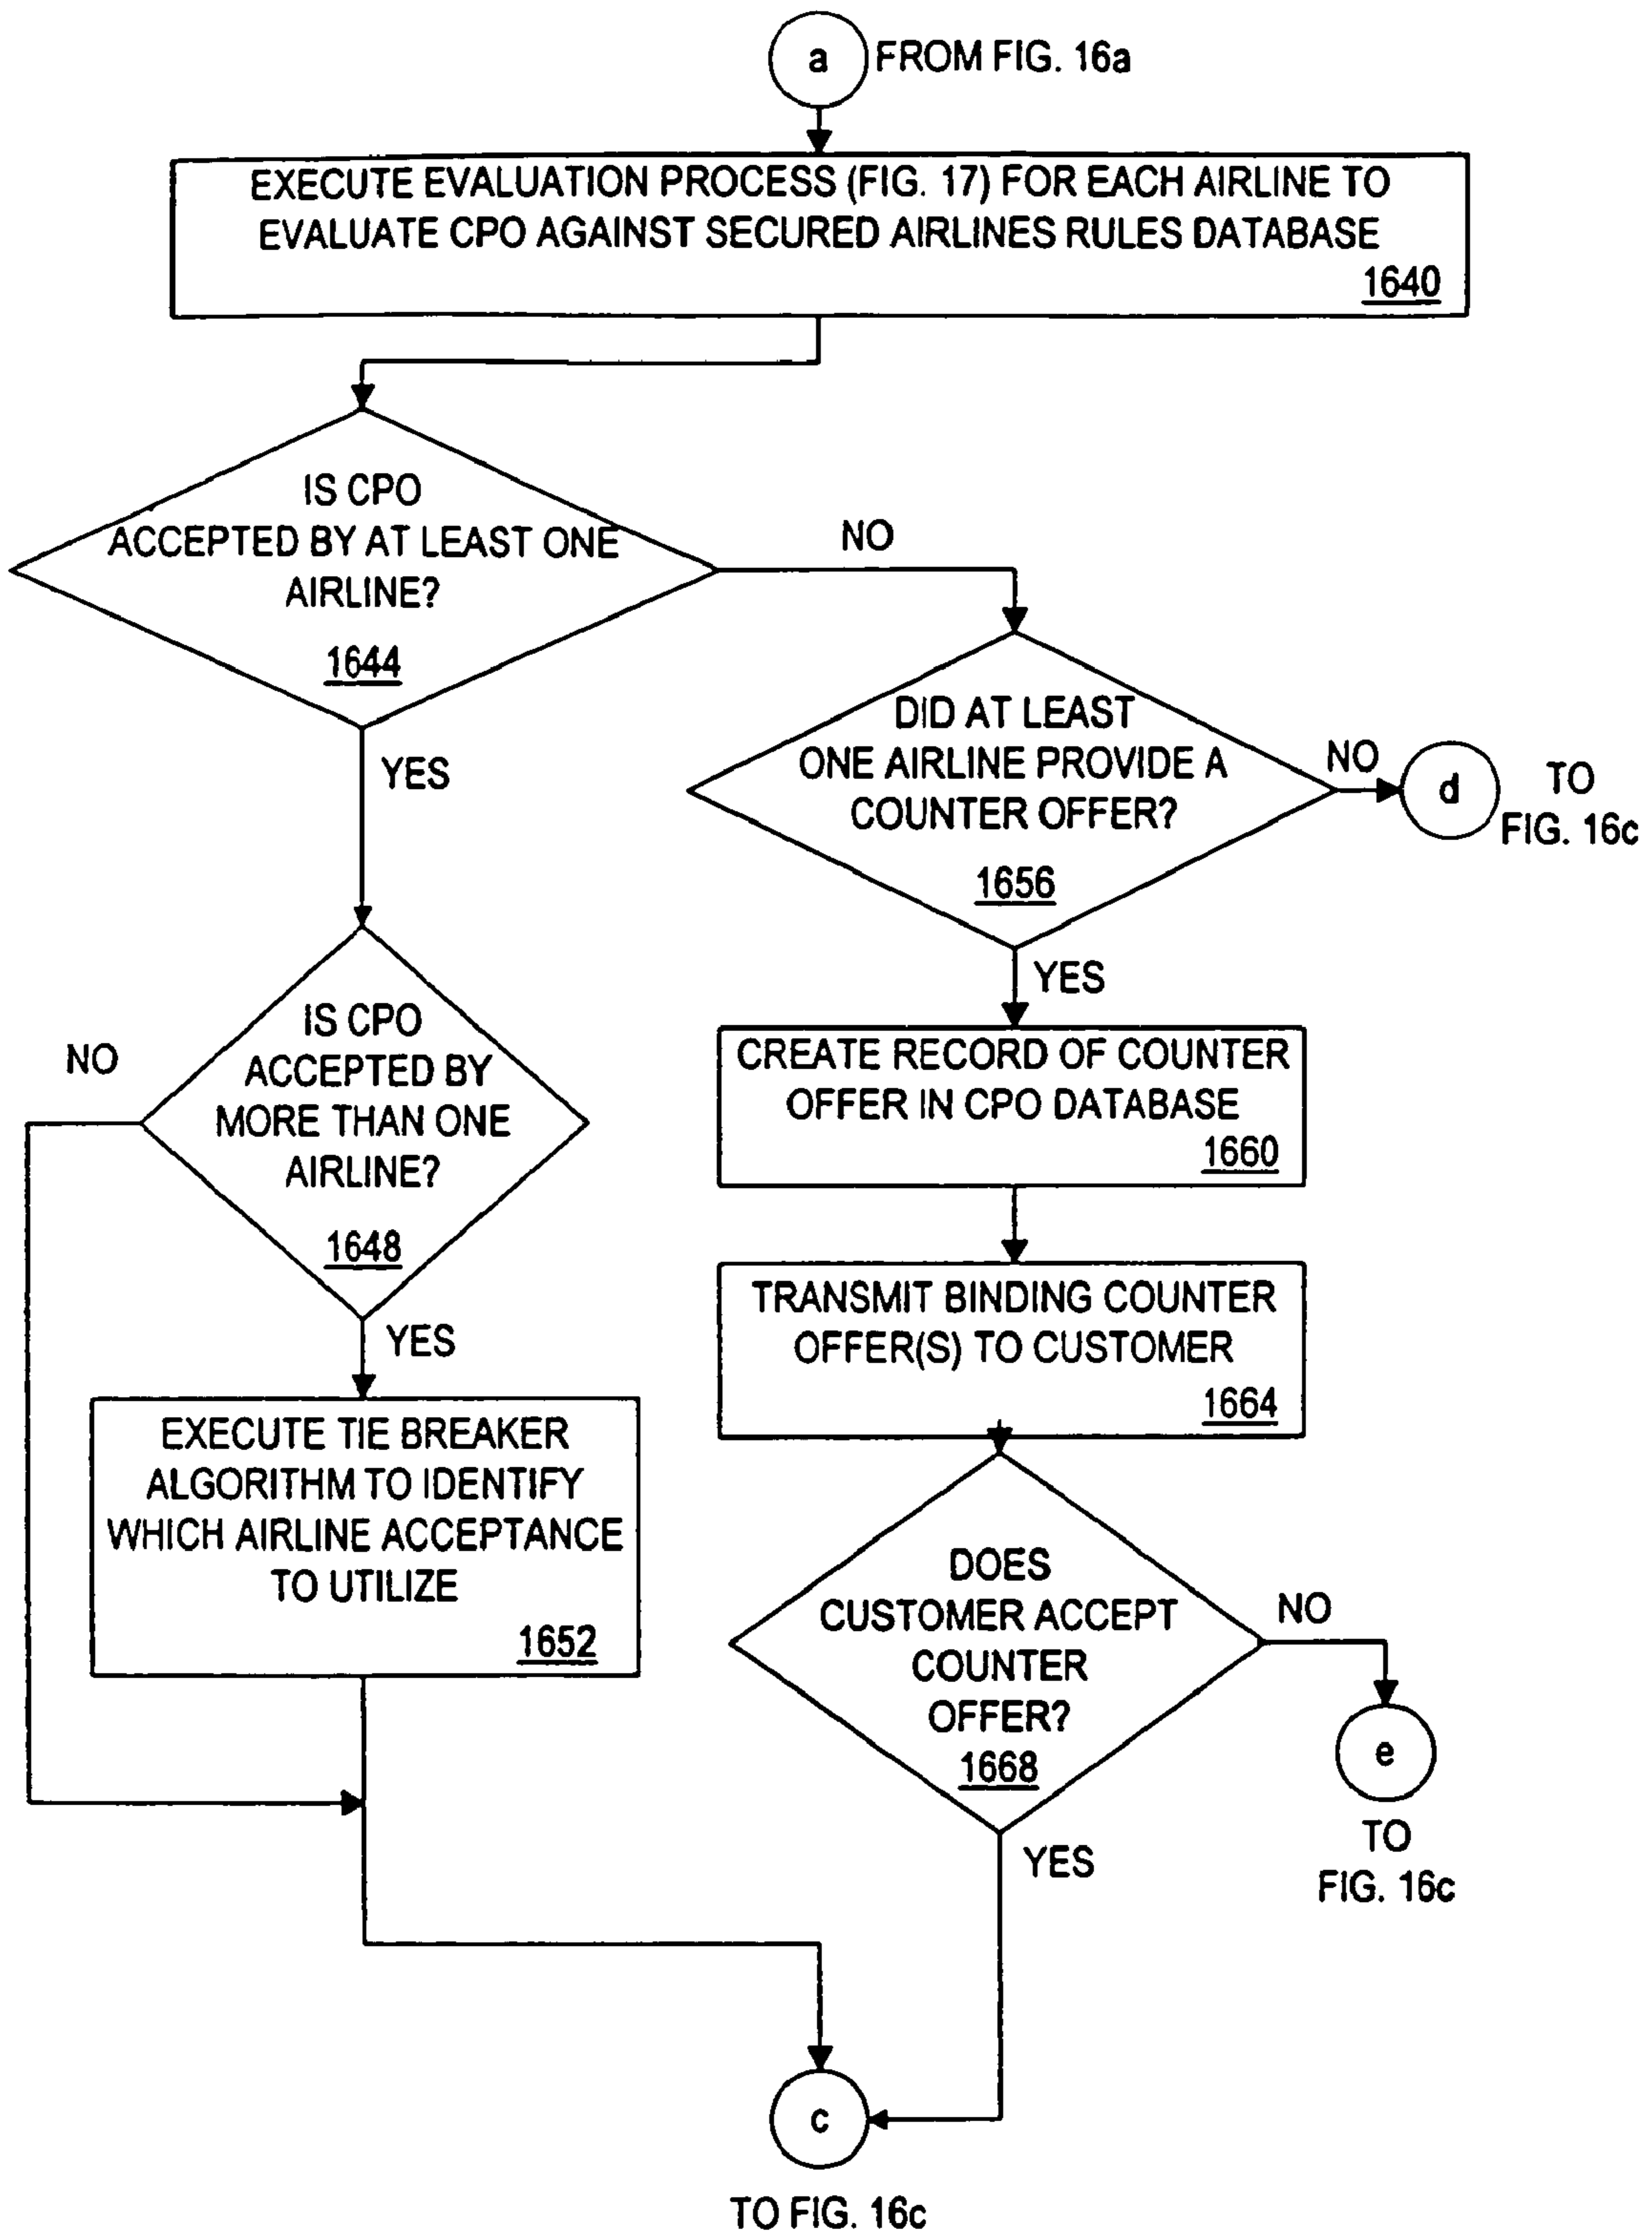 a
FROM FIG. 16a
EXECUTE EVALUATION PROCESS (FIG. 17) FOR EACH AIRLINE TO
EVALUATE CPO AGAINST SECURED AIRLINES RULES DATABASE
1640
IS CPO
ACCEPTED BY AT LEAST ONE
AIRLINE?
1644
NO
YES
DID AT LEAST
ONE AIRLINE PROVIDE A
COUNTER OFFER?
1656
NO
d
TO
FIG. 16c
YES
IS CPO
ACCEPTED BY
MORE THAN ONE
AIRLINE?
1648
NO
YES
CREATE RECORD OF COUNTER
OFFER IN CPO DATABASE
1660
TRANSMIT BINDING COUNTER
OFFER(S) TO CUSTOMER
1664
EXECUTE TIE BREAKER
ALGORITHM TO IDENTIFY
WHICH AIRLINE ACCEPTANCE
TO UTILIZE
1652
DOES
CUSTOMER ACCEPT
COUNTER
OFFER?
1668
NO
e
TO
FIG. 16c
YES
c
TO FIG. 16c